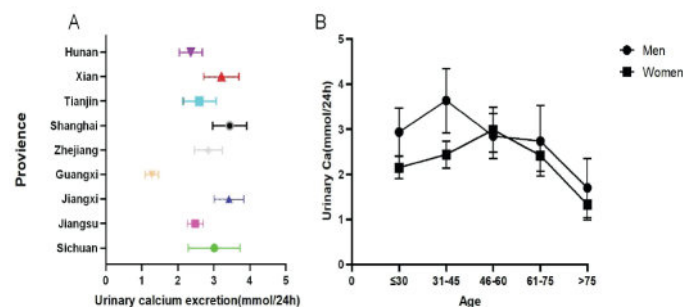 A
Provience
Hunan
Xian
Tianjin
Shanghai
Zhejiang
Guangxi
Jiangxi
Jiangsu
Sichuan
0 1 2 3 4 5
Urinary calcium excretion(mmol/24h)
B
Urinary Ca(mmol/24h)
5
4
3
2
1
0
≤30 31-45 46-60 61-75 >75
Age
Men
Women